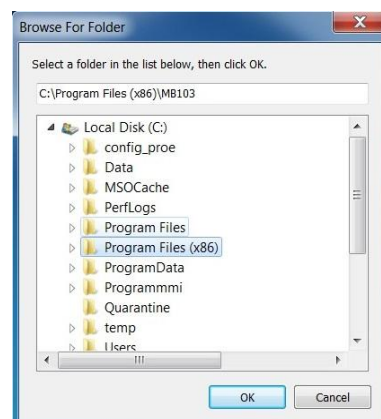 Browse For Folder
Select a folder in the list below, then click OK.
C:\Program Files (x86)\MB103
Local Disk (C:)
config_proe
Data
MSOCache
PerfLogs
Program Files
Program Files (x86)
ProgramData
Programmmi
Quarantine
temp
Users
OK Cancel